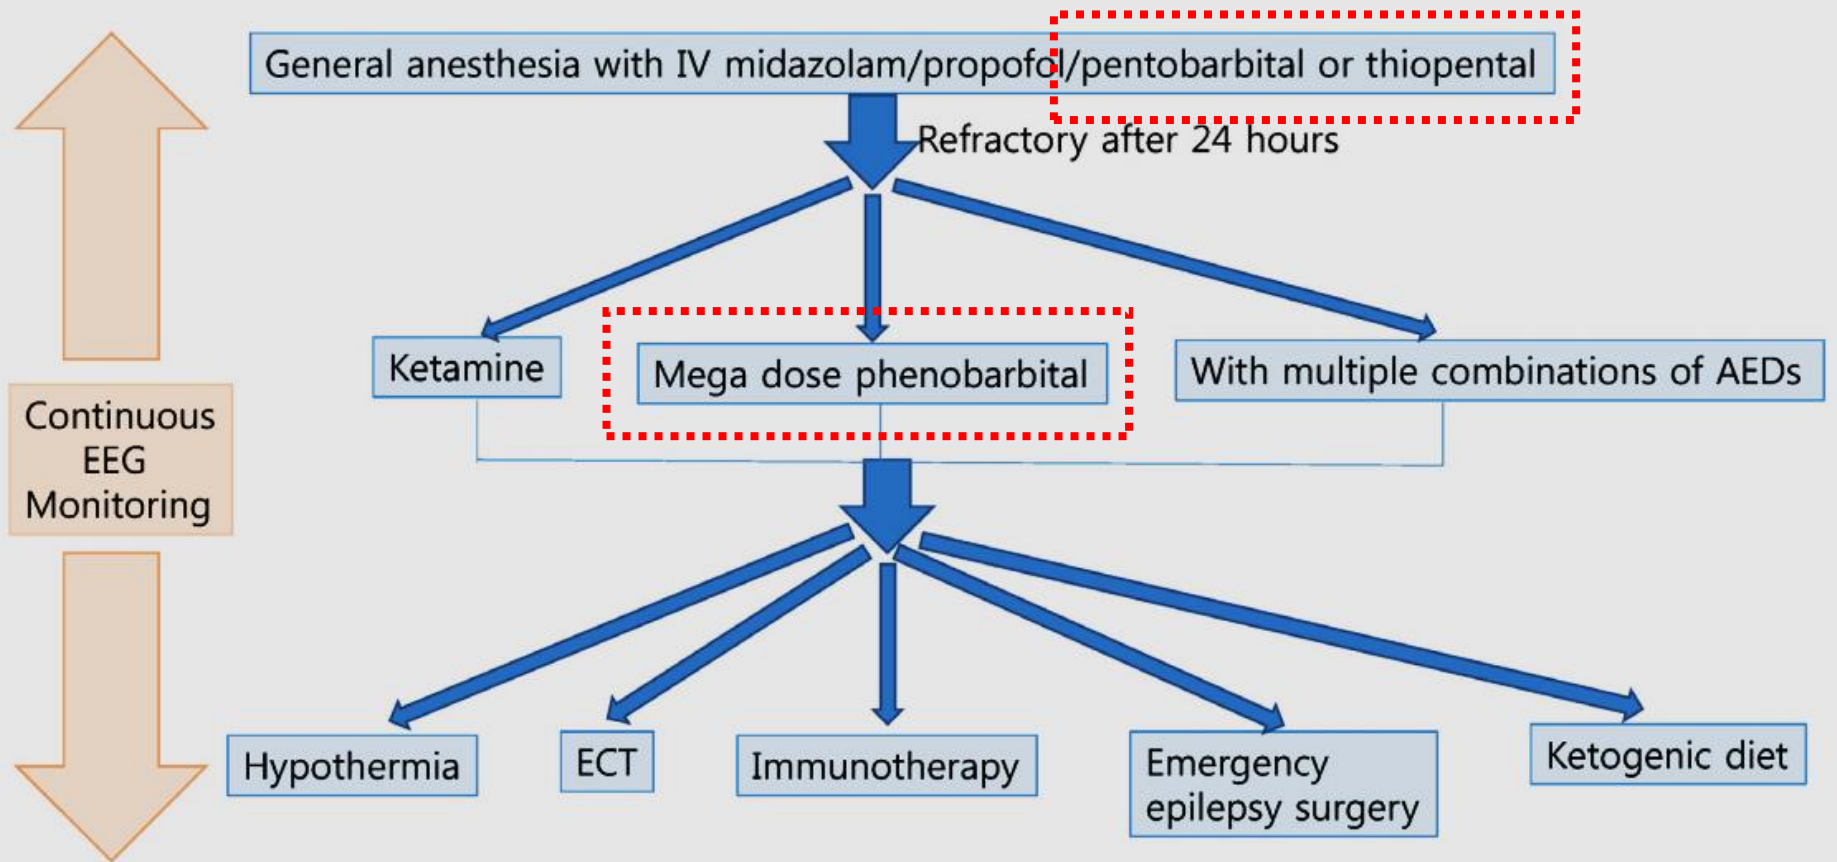 General anesthesia with IV midazolam/propofol/pentobarbital or thiopental
Refractory after 24 hours
Ketamine
Mega dose phenobarbital
With multiple combinations of AEDs
Continuous
EEG
Monitoring
Hypothermia
ECT
Immunotherapy
Emergency
epilepsy surgery
Ketogenic diet